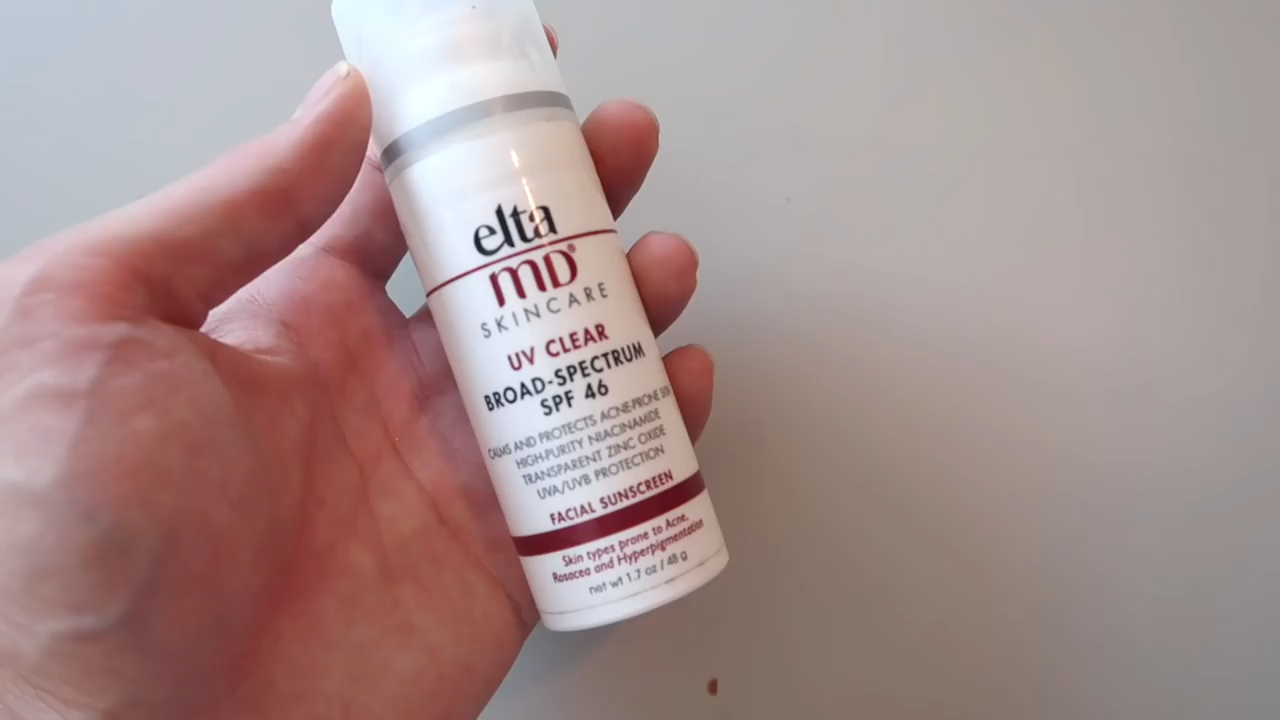 elta
MD®
SKINCARE
UV CLEAR
BROAD-SPECTRUM
SPF 46
CALMS AND PROTECTS ACNE-PRONE SKIN
HIGH-PURITY NIACINAMIDE
TRANSPARENT ZINC OXIDE
UVA/UVB PROTECTION
FACIAL SUNSCREEN
Skin types prone to Acne,
Rosacea and Hyperpigmentation
net wt 1.7 oz / 48 g